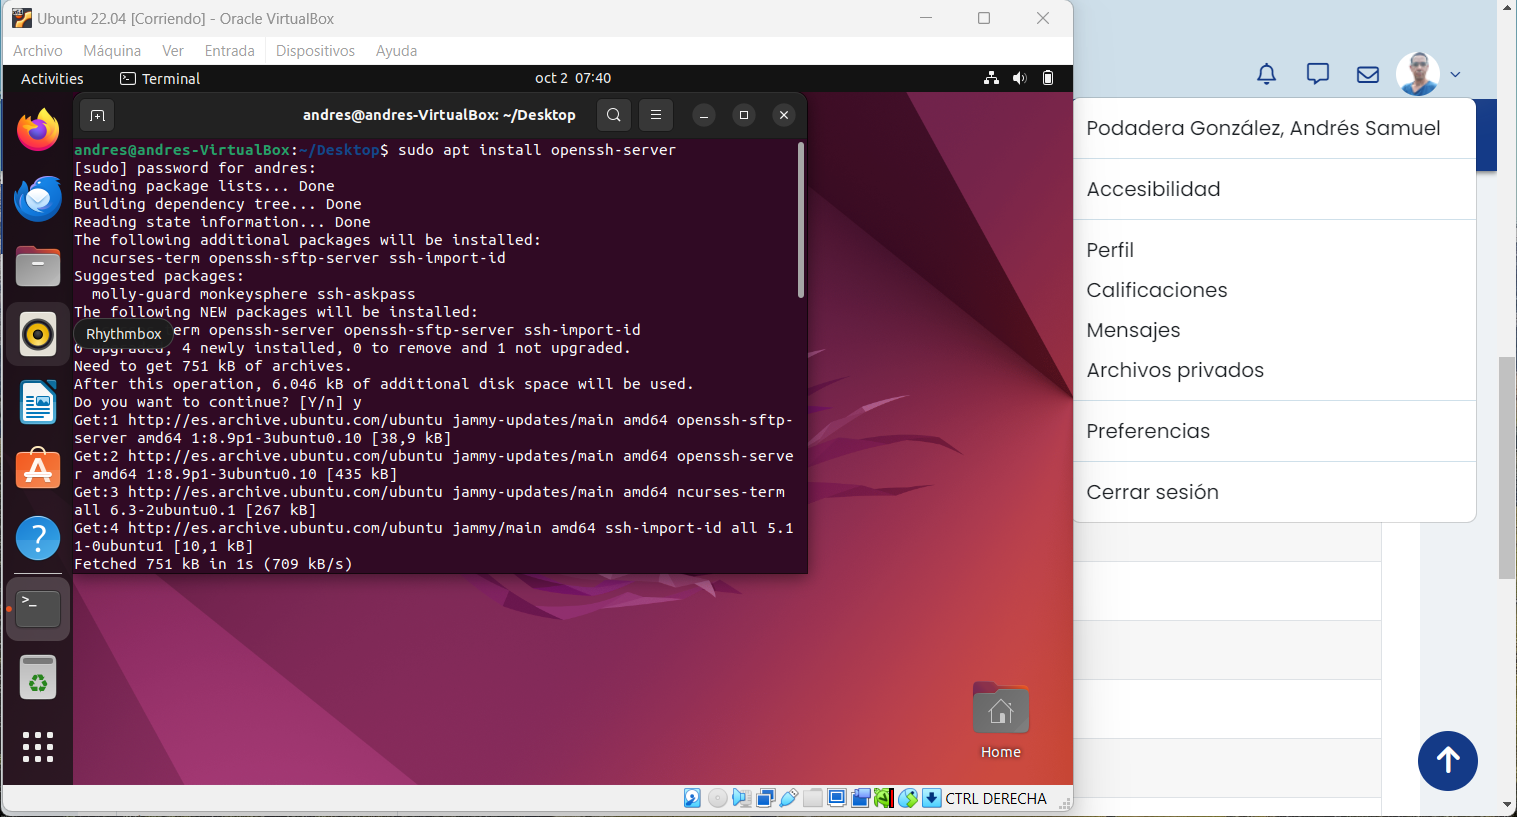 Ubuntu 22.04 [Corriendo] - Oracle VirtualBox
Archivo Máquina Ver Entrada Dispositivos Ayuda
Activities Terminal oct 2 07:40
andres@andres-VirtualBox: ~/Desktop
andres@andres-VirtualBox:~/Desktop$ sudo apt install openssh-server
[sudo] password for andres:
Reading package lists... Done
Building dependency tree... Done
Reading state information... Done
The following additional packages will be installed:
ncurses-term openssh-sftp-server ssh-import-id
Suggested packages:
molly-guard monkeysphere ssh-askpass
The following NEW packages will be installed:
Rhythmbox
erm openssh-server openssh-sftp-server ssh-import-id
0 upgraded, 4 newly installed, 0 to remove and 1 not upgraded.
Need to get 751 kB of archives.
After this operation, 6.046 kB of additional disk space will be used.
Do you want to continue? [Y/n] y
Get:1 http://es.archive.ubuntu.com/ubuntu jammy-updates/main amd64 openssh-sftp-
server amd64 1:8.9p1-3ubuntu0.10 [38,9 kB]
Get:2 http://es.archive.ubuntu.com/ubuntu jammy-updates/main amd64 openssh-serve
r amd64 1:8.9p1-3ubuntu0.10 [435 kB]
Get:3 http://es.archive.ubuntu.com/ubuntu jammy-updates/main amd64 ncurses-term
all 6.3-2ubuntu0.1 [267 kB]
Get:4 http://es.archive.ubuntu.com/ubuntu jammy/main amd64 ssh-import-id all 5.1
1-0ubuntu1 [10,1 kB]
Fetched 751 kB in 1s (709 kB/s)
Home
CTRL DERECHA
Podadera González, Andrés Samuel
Accesibilidad
Perfil
Calificaciones
Mensajes
Archivos privados
Preferencias
Cerrar sesión